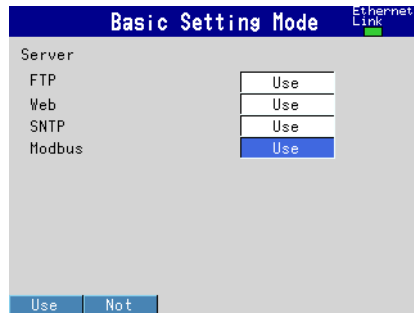 Basic Setting Mode
Ethernet
Link
Server
FTP Use
Web Use
SNTP Use
Modbus Use
Use Not